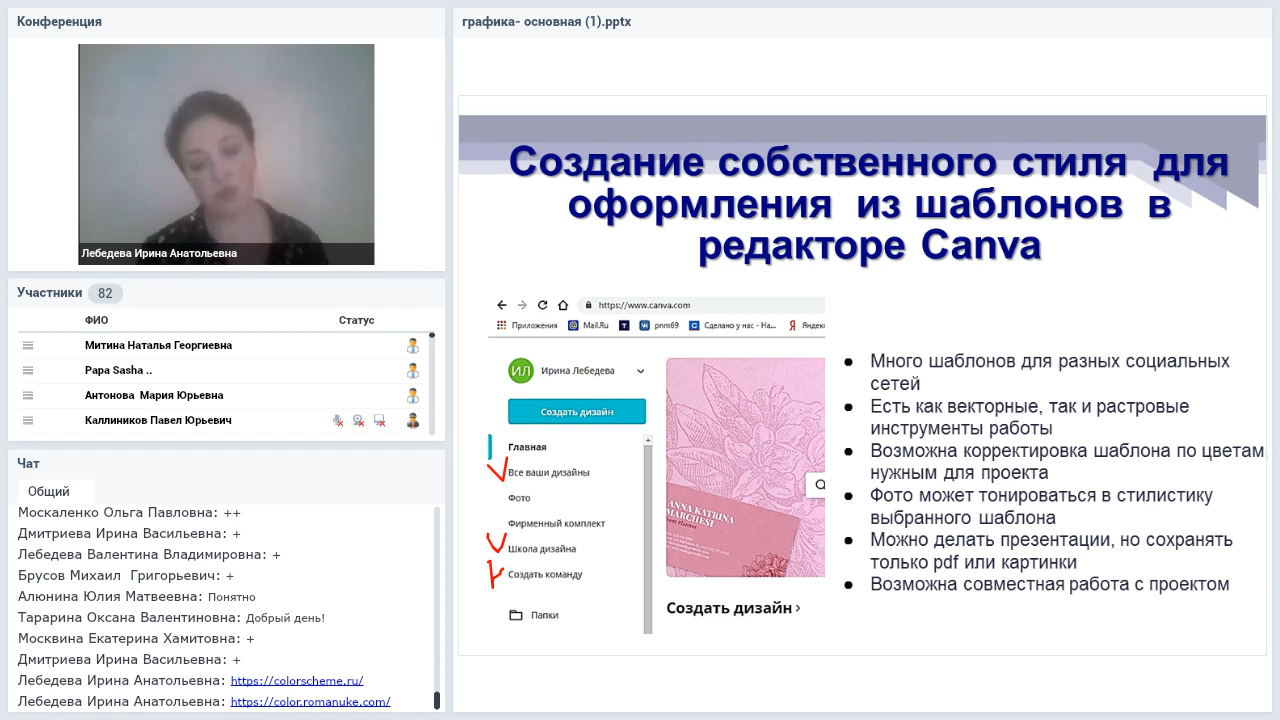 Конференция
Лебедева Ирина Анатольевна
Участники 82
ФИО Статус
Митина Наталья Георгиевна
Papa Sasha ..
Антонова Мария Юрьевна
Каллиников Павел Юрьевич
Чат
Общий
Москаленко Ольга Павловна: ++
Дмитриева Ирина Васильевна: +
Лебедева Валентина Владимировна: +
Брусов Михаил Григорьевич: +
Алюнина Юлия Матвеевна: Понятно
Тарарина Оксана Валентиновна: Добрый день!
Москвина Екатерина Хамитовна: +
Дмитриева Ирина Васильевна: +
Лебедева Ирина Анатольевна: https://colorscheme.ru/
Лебедева Ирина Анатольевна: https://color.romanuke.com/
графика- основная (1).pptx
Создание собственного стиля для
оформления из шаблонов в
редакторе Canva
https://www.canva.com
Приложения Mail.Ru pnm69 Сделано у нас - На... Яндекс
ИЛ Ирина Лебедева
Создать дизайн
Главная
Все ваши дизайны
Фото
Фирменный комплект
Школа дизайна
Создать команду
Папки
ANNA KATRINA
MARCHESI
Создать дизайн ›
● Много шаблонов для разных социальных
сетей
● Есть как векторные, так и растровые
инструменты работы
● Возможна корректировка шаблона по цветам,
нужным для проекта
● Фото может тонироваться в стилистику
выбранного шаблона
● Можно делать презентации, но сохранять
только pdf или картинки
● Возможна совместная работа с проектом